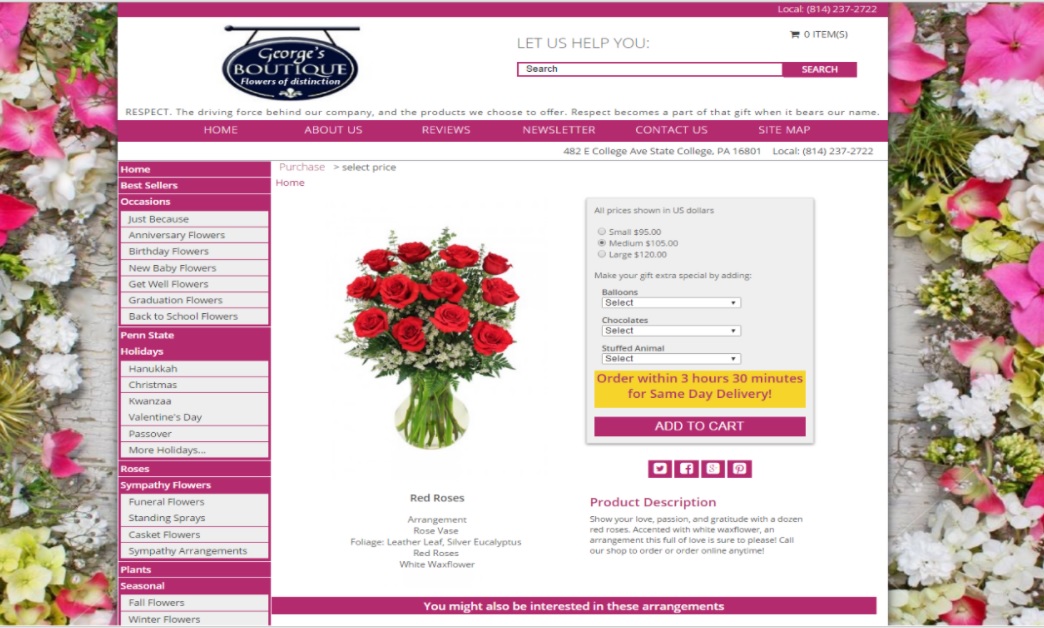 Local: (814) 237-2722
George's
BOUTIQUE
Flowers of distinction
LET US HELP YOU:
0 ITEM(S)
Search
SEARCH
RESPECT. The driving force behind our company, and the products we choose to offer. Respect becomes a part of that gift when it bears our name.
HOME ABOUT US REVIEWS NEWSLETTER CONTACT US SITE MAP
482 E College Ave State College, PA 16801 Local: (814) 237-2722
Home
Best Sellers
Occasions
Just Because
Anniversary Flowers
Birthday Flowers
New Baby Flowers
Get Well Flowers
Graduation Flowers
Back to School Flowers
Penn State
Holidays
Hanukkah
Christmas
Kwanzaa
Valentine's Day
Passover
More Holidays...
Roses
Sympathy Flowers
Funeral Flowers
Standing Sprays
Casket Flowers
Sympathy Arrangements
Plants
Seasonal
Fall Flowers
Winter Flowers
Purchase > select price
Home
All prices shown in US dollars
Small $95.00
Medium $105.00
Large $120.00
Make your gift extra special by adding:
Balloons
Select
Chocolates
Select
Stuffed Animal
Select
Order within 3 hours 30 minutes
for Same Day Delivery!
ADD TO CART
Red Roses
Arrangement
Rose Vase
Foliage: Leather Leaf, Silver Eucalyptus
Red Roses
White Waxflower
Product Description
Show your love, passion, and gratitude with a dozen
red roses. Accented with white waxflower, an
arrangement this full of love is sure to please! Call
our shop to order or order online anytime!
You might also be interested in these arrangements